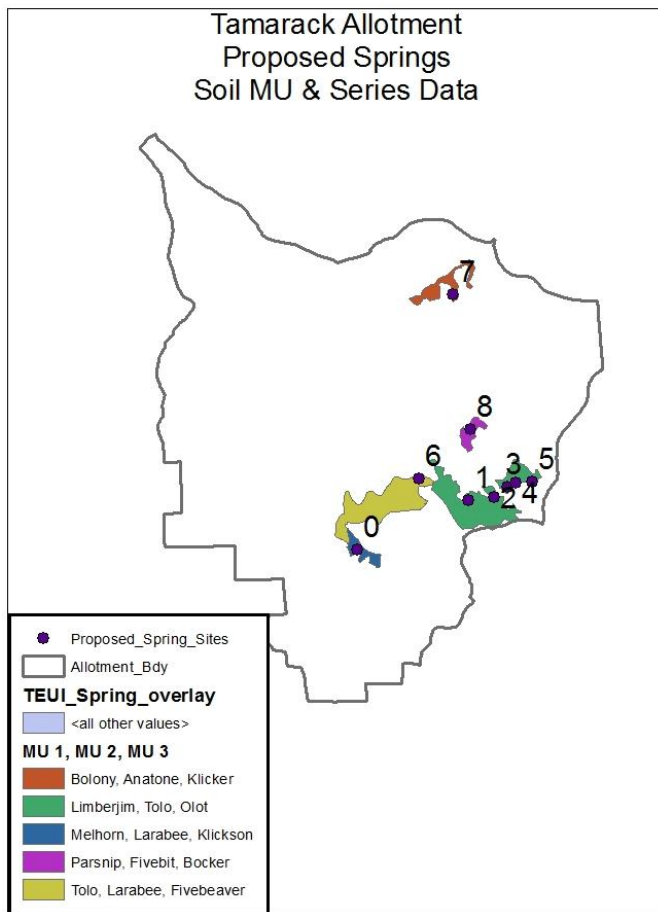 Tamarack Allotment
Proposed Springs
Soil MU & Series Data
7
8
6
3
5
1
2
4
0
Proposed_Spring_Sites
Allotment_Bdy
TEUI_Spring_overlay
<all other values>
MU 1, MU 2, MU 3
Bolony, Anatone, Klicker
Limberjim, Tolo, Olot
Melhorn, Larabee, Klickson
Parsnip, Fivebit, Bocker
Tolo, Larabee, Fivebeaver